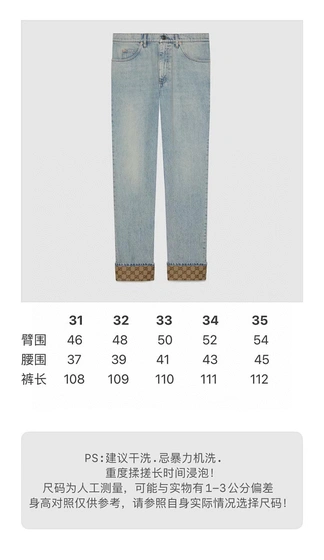 31 32 33 34 35
臂围 46 48 50 52 54
腰围 37 39 41 43 45
裤长 108 109 110 111 112
PS:建议干洗.忌暴力机洗.
重度揉搓长时间浸泡!
尺码为人工测量,可能与实物有1-3公分偏差
身高对照仅供参考,请参照自身实际情况选择尺码!